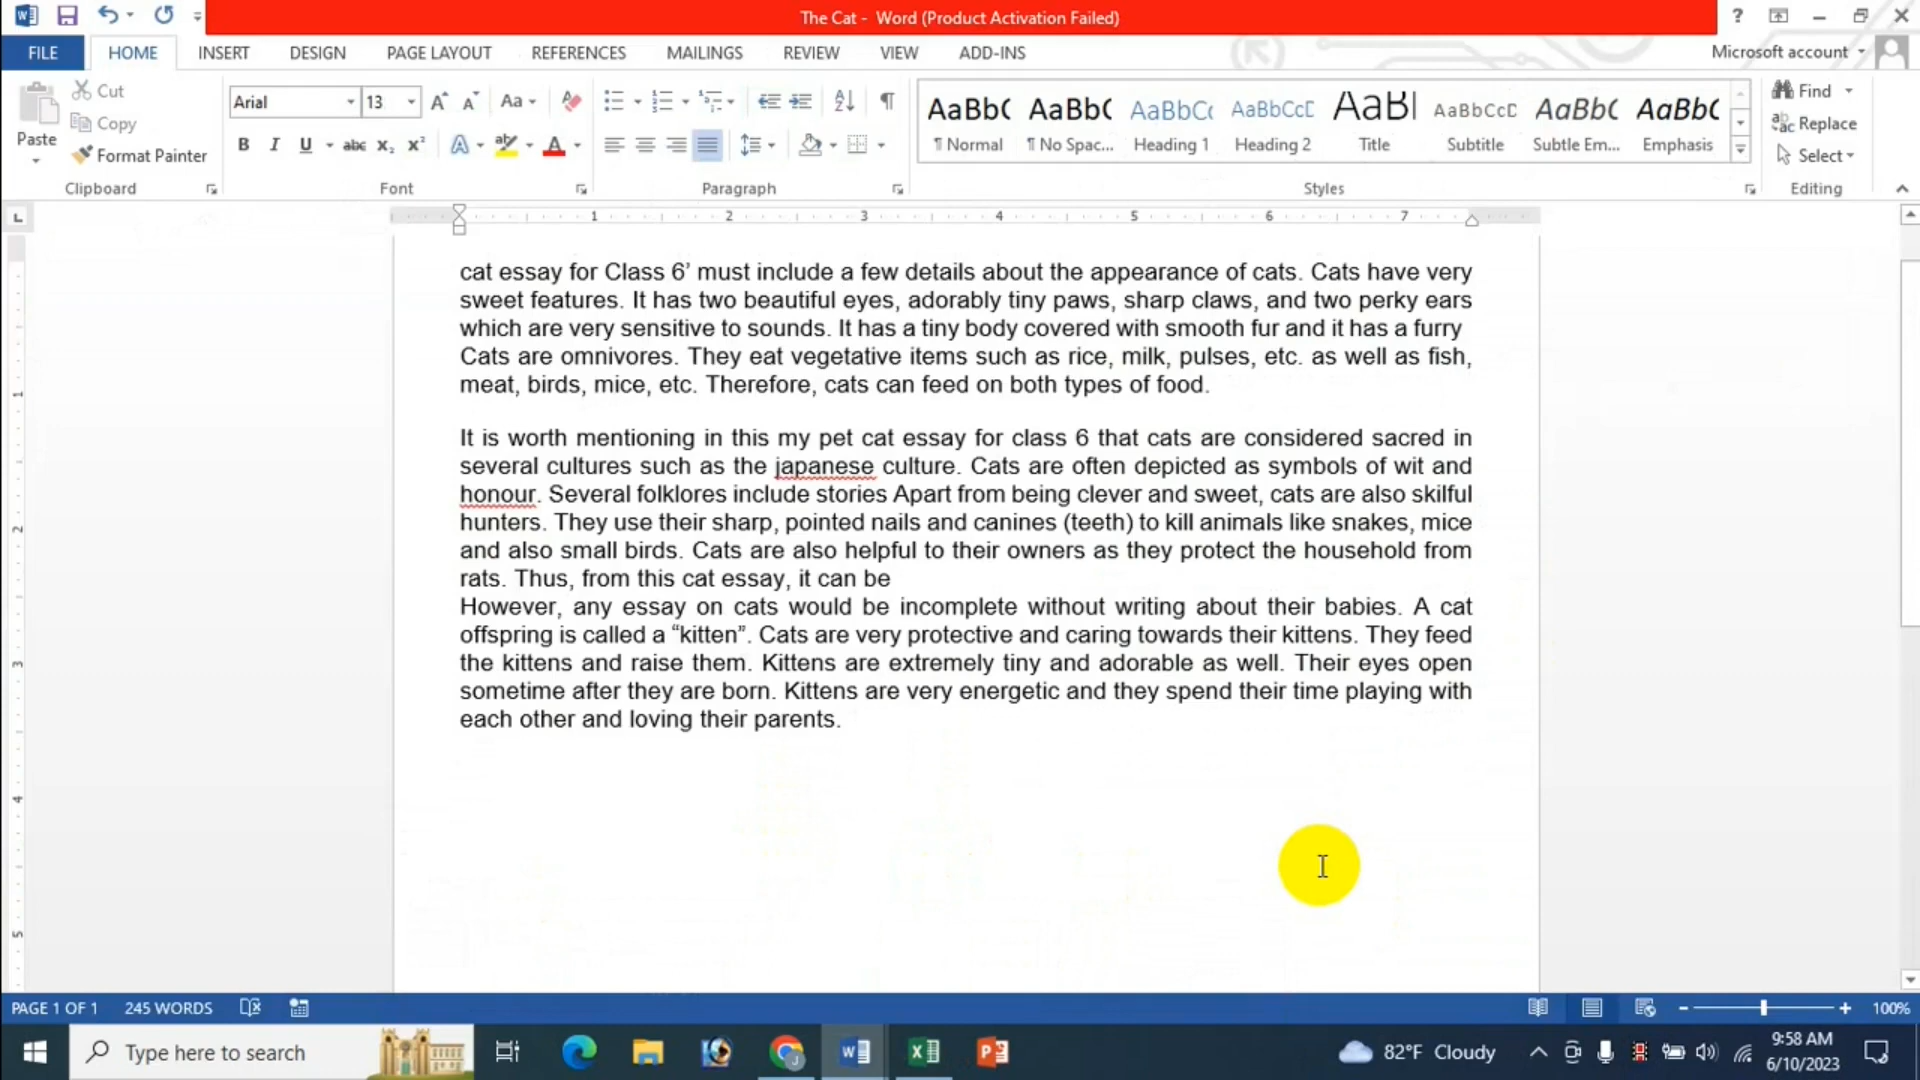 The Cat - Word (Product Activation Failed)
FILE HOME INSERT DESIGN PAGE LAYOUT REFERENCES MAILINGS REVIEW VIEW ADD-INS Microsoft account
Paste
Cut
Copy
Format Painter
Clipboard
Arial 13
Font
Paragraph
AaBbC AaBbC AaBbCc AaBbCcD AaBI AaBbCcD AaBbC AaBbC
¶ Normal ¶ No Spac... Heading 1 Heading 2 Title Subtitle Subtle Em... Emphasis
Styles
Find
Replace
Select
Editing
1 2 3 4 5 6 7
cat essay for Class 6’ must include a few details about the appearance of cats. Cats have very
sweet features. It has two beautiful eyes, adorably tiny paws, sharp claws, and two perky ears
which are very sensitive to sounds. It has a tiny body covered with smooth fur and it has a furry
Cats are omnivores. They eat vegetative items such as rice, milk, pulses, etc. as well as fish,
meat, birds, mice, etc. Therefore, cats can feed on both types of food.
It is worth mentioning in this my pet cat essay for class 6 that cats are considered sacred in
several cultures such as the japanese culture. Cats are often depicted as symbols of wit and
honour. Several folklores include stories Apart from being clever and sweet, cats are also skilful
hunters. They use their sharp, pointed nails and canines (teeth) to kill animals like snakes, mice
and also small birds. Cats are also helpful to their owners as they protect the household from
rats. Thus, from this cat essay, it can be
However, any essay on cats would be incomplete without writing about their babies. A cat
offspring is called a “kitten”. Cats are very protective and caring towards their kittens. They feed
the kittens and raise them. Kittens are extremely tiny and adorable as well. Their eyes open
sometime after they are born. Kittens are very energetic and they spend their time playing with
each other and loving their parents.
PAGE 1 OF 1 245 WORDS 100%
Type here to search
82°F Cloudy
9:58 AM
6/10/2023